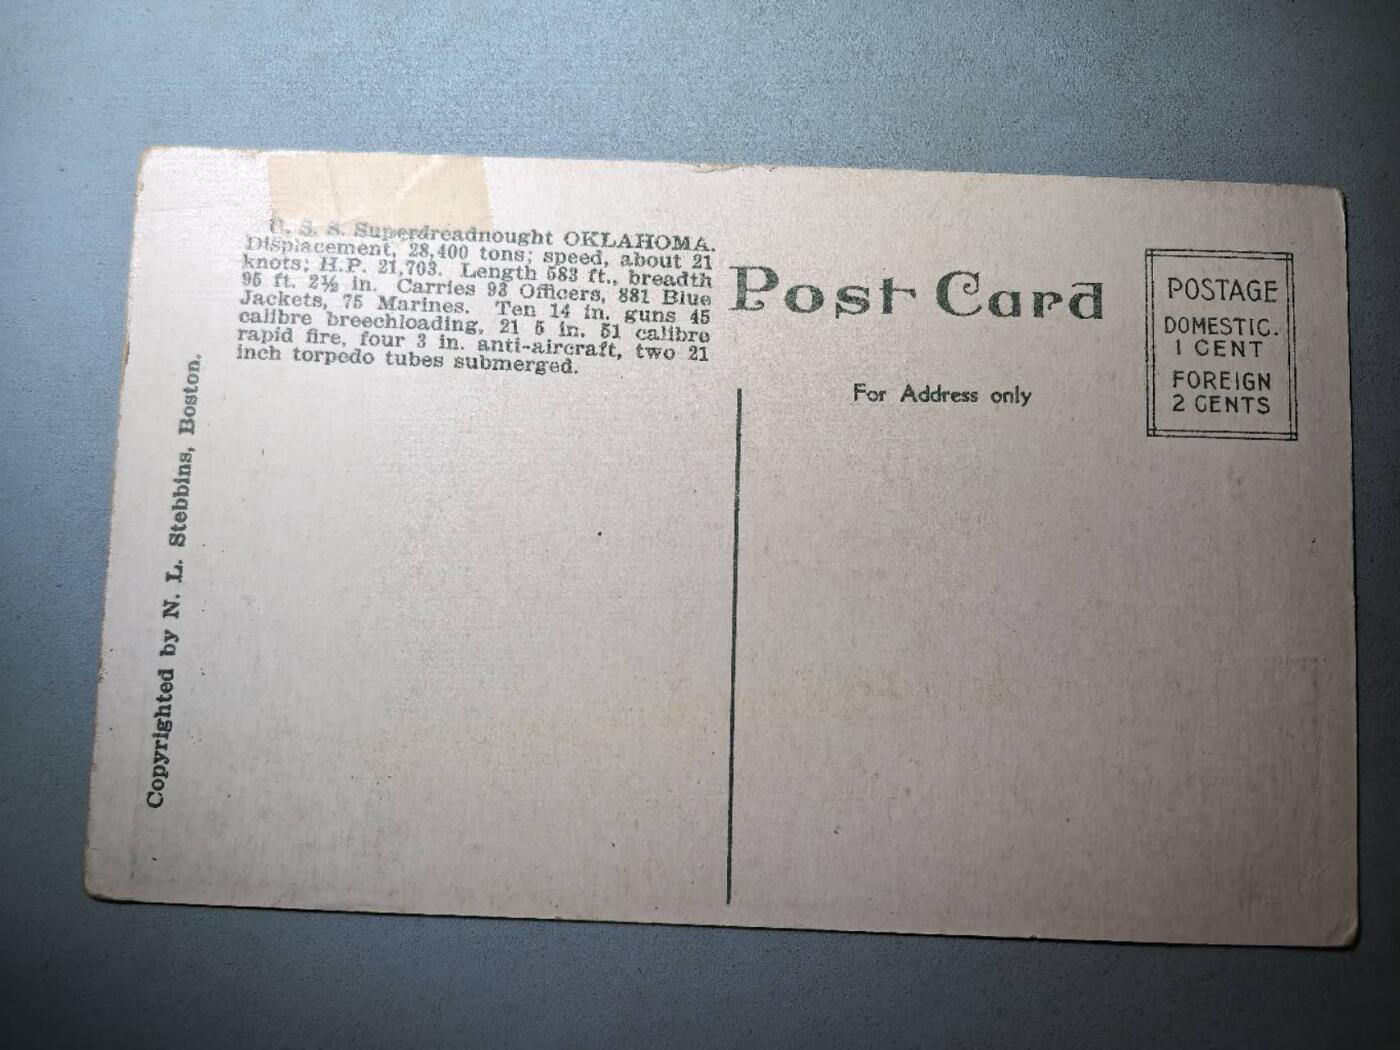 U. S. S. Superdreadnought OKLAHOMA.
Displacement, 28,400 tons; speed, about 21
knots; H.P. 21,703. Length 583 ft., breadth
95 ft. 2½ in. Carries 93 Officers, 881 Blue
Jackets, 75 Marines. Ten 14 in. guns 45
calibre breechloading, 21 5 in. 51 calibre
rapid fire, four 3 in. anti-aircraft, two 21
inch torpedo tubes submerged.
Copyrighted by N. L. Stebbins, Boston.
Post Card
For Address only
POSTAGE
DOMESTIC.
1 CENT
FOREIGN
2 CENTS